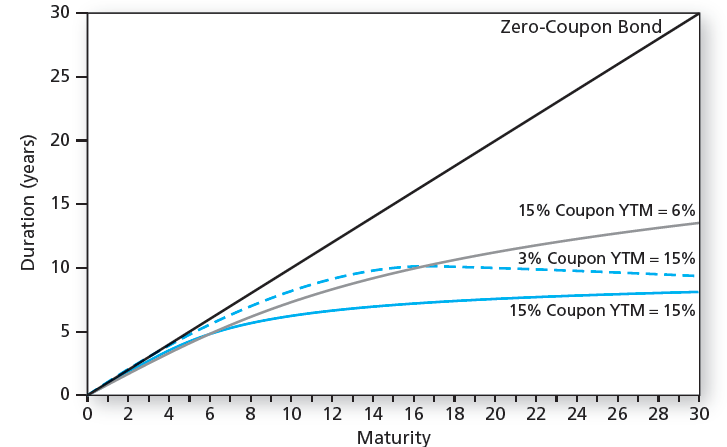 30
Zero-Coupon Bond
25
20
15
15% Coupon YTM = 6%
3% Coupon YTM = 15%
10
15% Coupon YTM = 15%
5
0
Duration (years)
0 2 4 6 8 10 12 14 16 18 20 22 24 26 28 30
Maturity